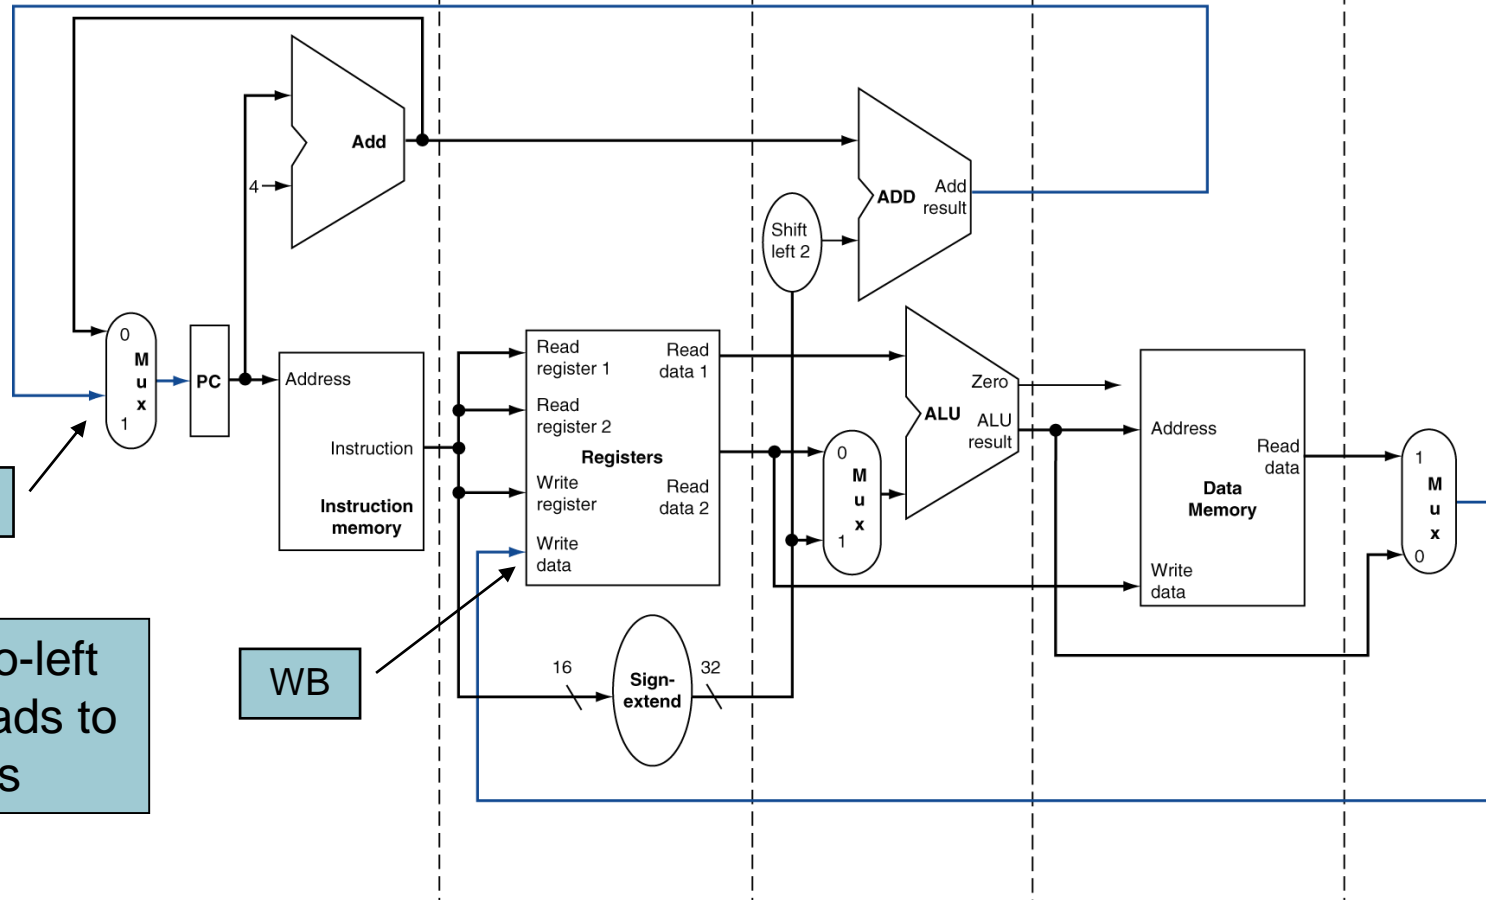 Add
4
ADD
Add
result
Shift
left 2
0
M
u
x
1
PC
Address
Instruction
Instruction
memory
Read
register 1
Read
data 1
Read
register 2
Registers
Write
register
Read
data 2
Write
data
0
M
u
x
1
Zero
ALU
ALU
result
Address
Read
data
Data
Memory
Write
data
1
M
u
x
0
16
Sign-
extend
32
WB
o-left
ads to
s